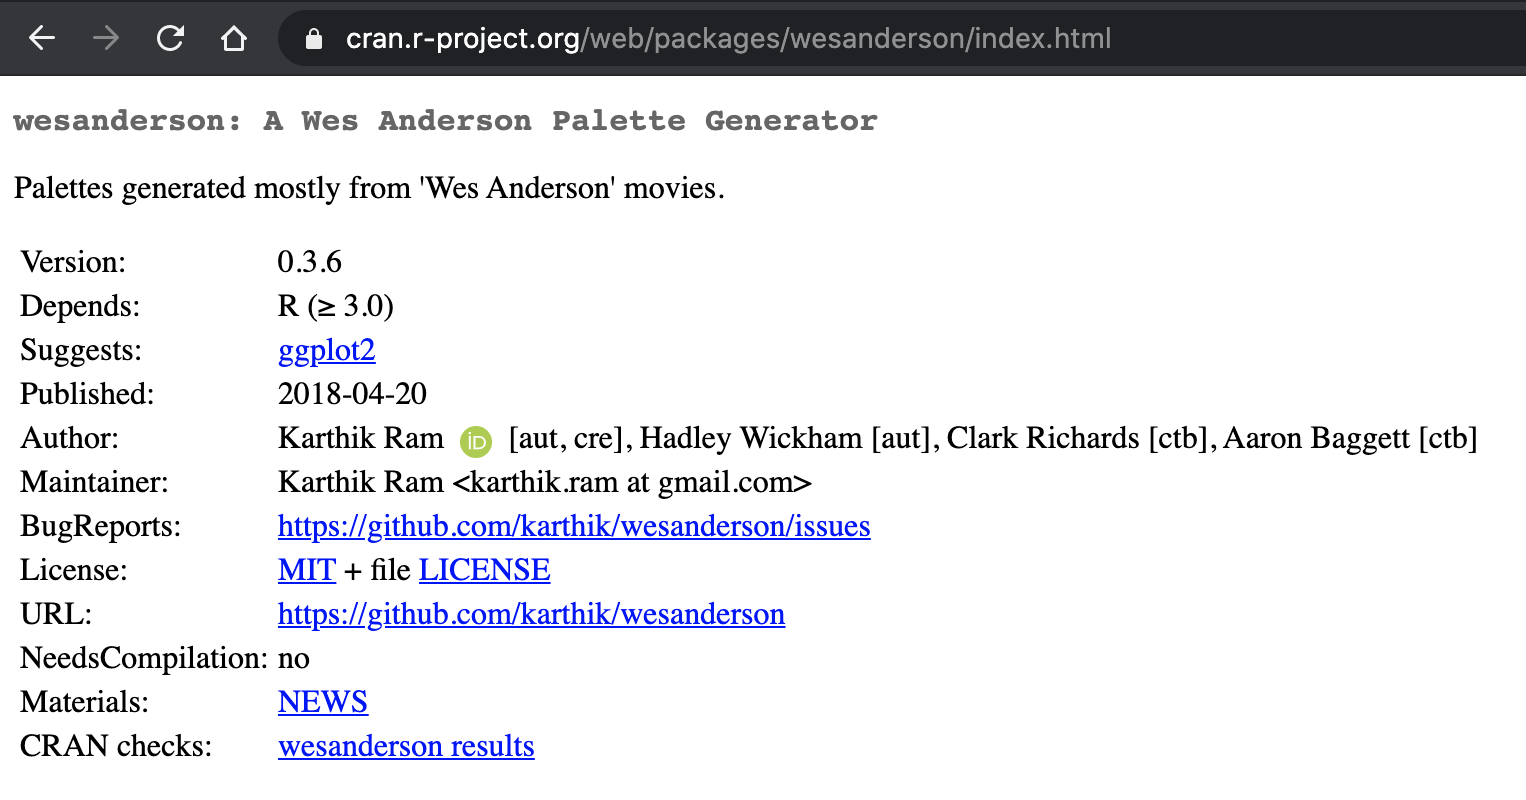 cran.r-project.org/web/packages/wesanderson/index.html
wesanderson: A Wes Anderson Palette Generator
Palettes generated mostly from 'Wes Anderson' movies.
Version: 0.3.6
Depends: R (≥ 3.0)
Suggests: ggplot2
Published: 2018-04-20
Author: Karthik Ram iD [aut, cre], Hadley Wickham [aut], Clark Richards [ctb], Aaron Baggett [ctb]
Maintainer: Karthik Ram <karthik.ram at gmail.com>
BugReports: https://github.com/karthik/wesanderson/issues
License: MIT + file LICENSE
URL: https://github.com/karthik/wesanderson
NeedsCompilation: no
Materials: NEWS
CRAN checks: wesanderson results